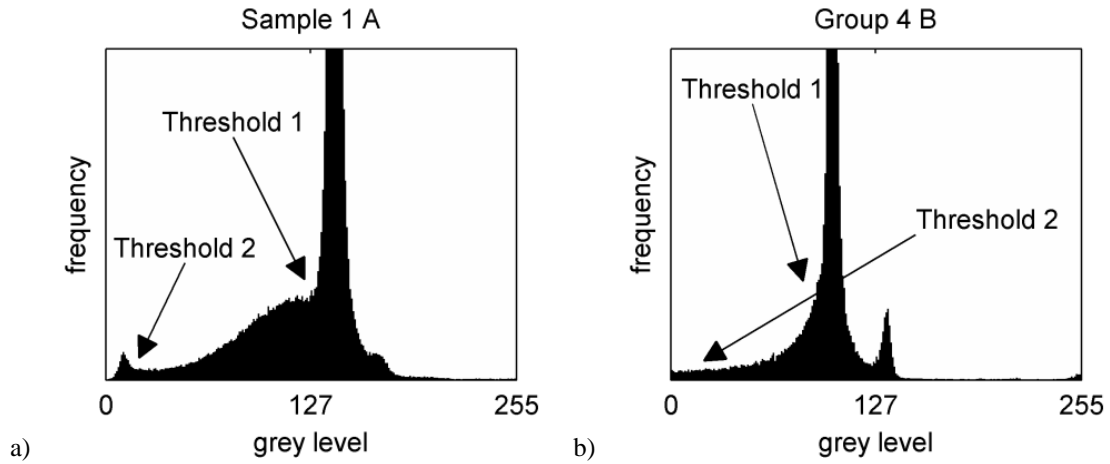 Sample 1 A
Threshold 1
Threshold 2
frequency
0
127
255
grey level
a)
Group 4 B
Threshold 1
Threshold 2
frequency
0
127
255
grey level
b)